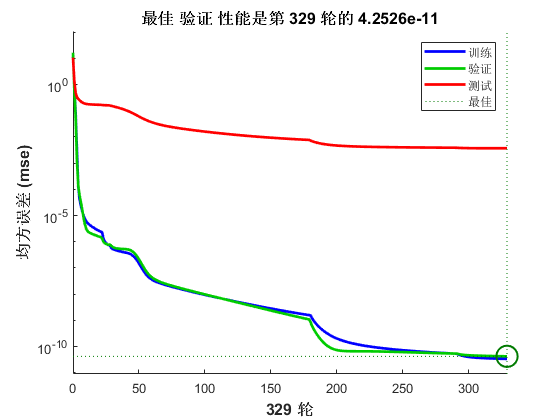 最佳 验证 性能是第 329 轮的 4.2526e-11
训练
验证
测试
最佳
均方误差 (mse)
10^0
10^-5
10^-10
0 50 100 150 200 250 300
329 轮